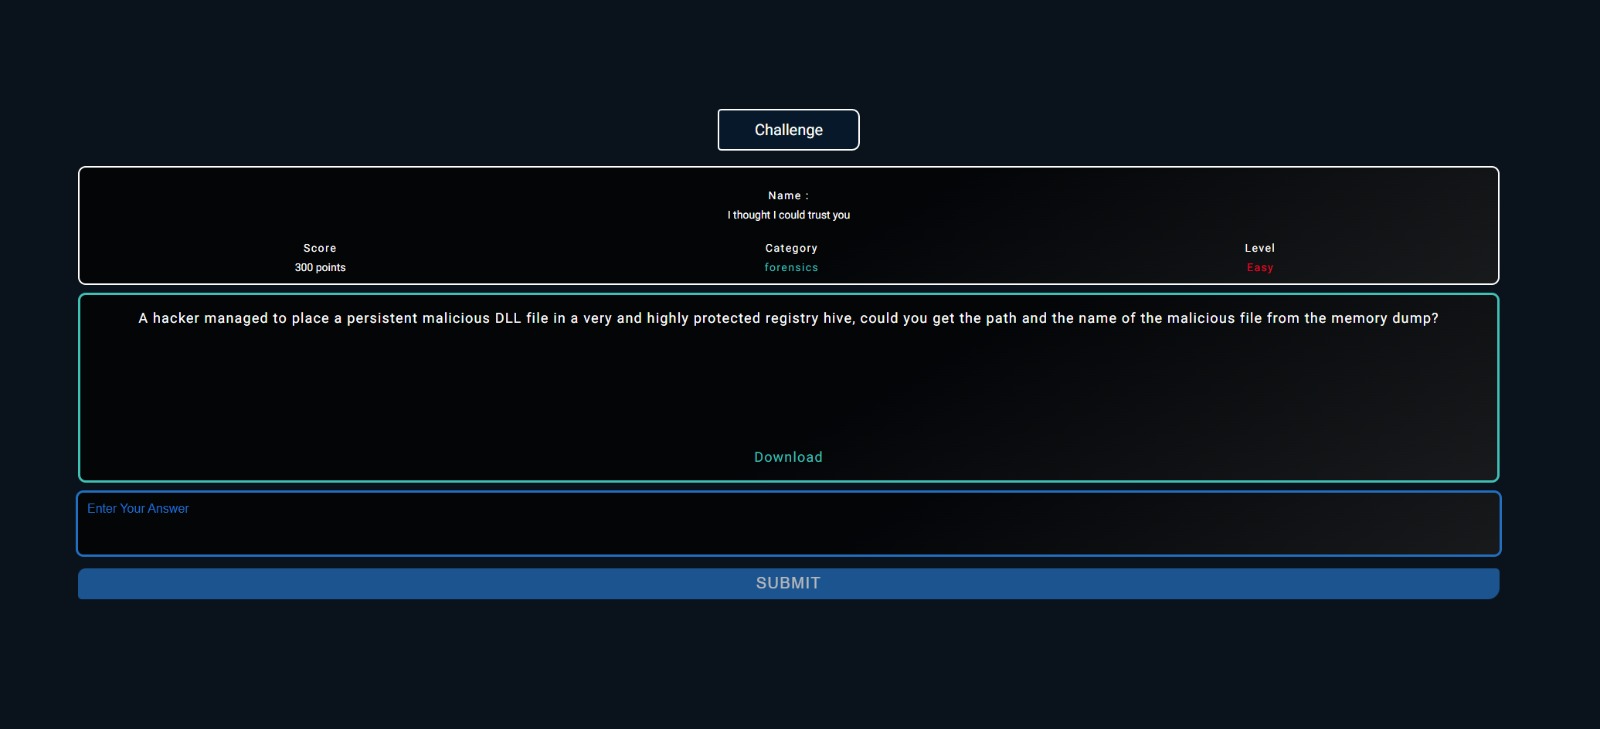 Challenge
Name :
I thought I could trust you
Score
Category
Level
300 points
forensics
Easy
A hacker managed to place a persistent malicious DLL file in a very and highly protected registry hive, could you get the path and the name of the malicious file from the memory dump?
Download
Enter Your Answer
SUBMIT